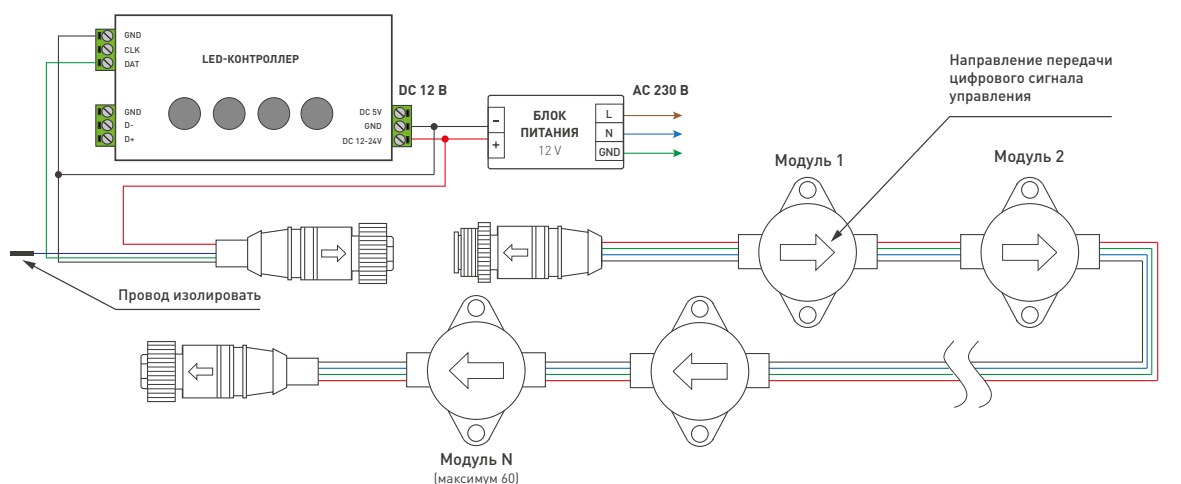 GND
CLK
DAT
LED-КОНТРОЛЛЕР
GND
D-
D+
DC 5V
GND
DC 12-24V
DC 12 В
–
+
БЛОК
ПИТАНИЯ
12 V
L
N
GND
AC 230 В
Направление передачи
цифрового сигнала
управления
Модуль 1
Модуль 2
Провод изолировать
Модуль N
(максимум 60)